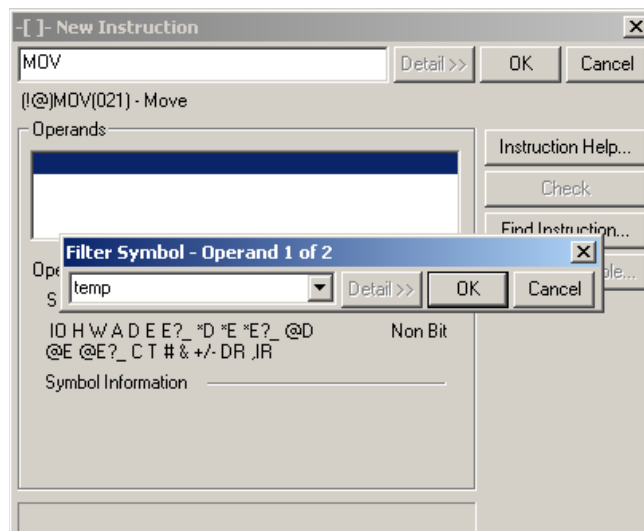 -[ ]- New Instruction
MOV
Detail >>
OK
Cancel
(!@)MOV(021) - Move
Operands
Instruction Help...
Check
Find Instruction...
Filter Symbol - Operand 1 of 2
temp
Detail >>
OK
Cancel
IO H W A D E E?_ *D *E *E?_ @D
@E @E?_ C T # & +/- DR ,IR
Non Bit
Symbol Information